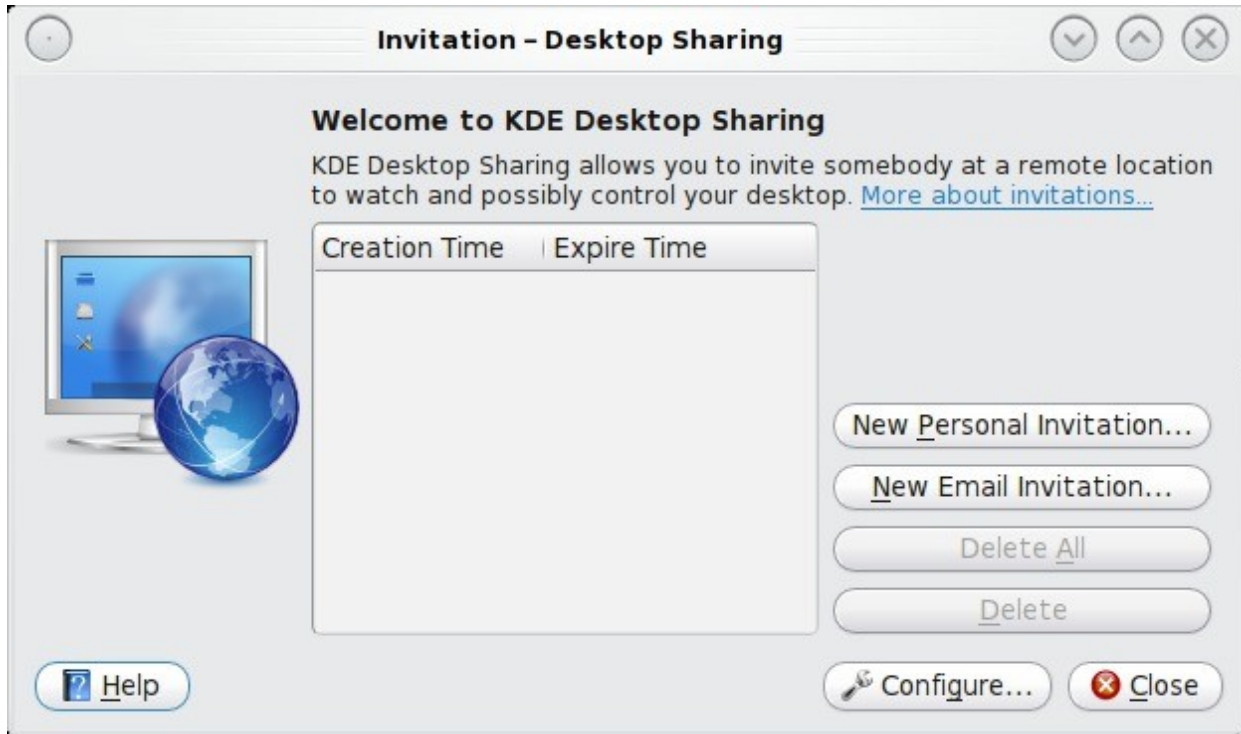 Invitation – Desktop Sharing
Welcome to KDE Desktop Sharing
KDE Desktop Sharing allows you to invite somebody at a remote location
to watch and possibly control your desktop. More about invitations...
Creation Time Expire Time
New Personal Invitation...
New Email Invitation...
Delete All
Delete
Help Configure... Close